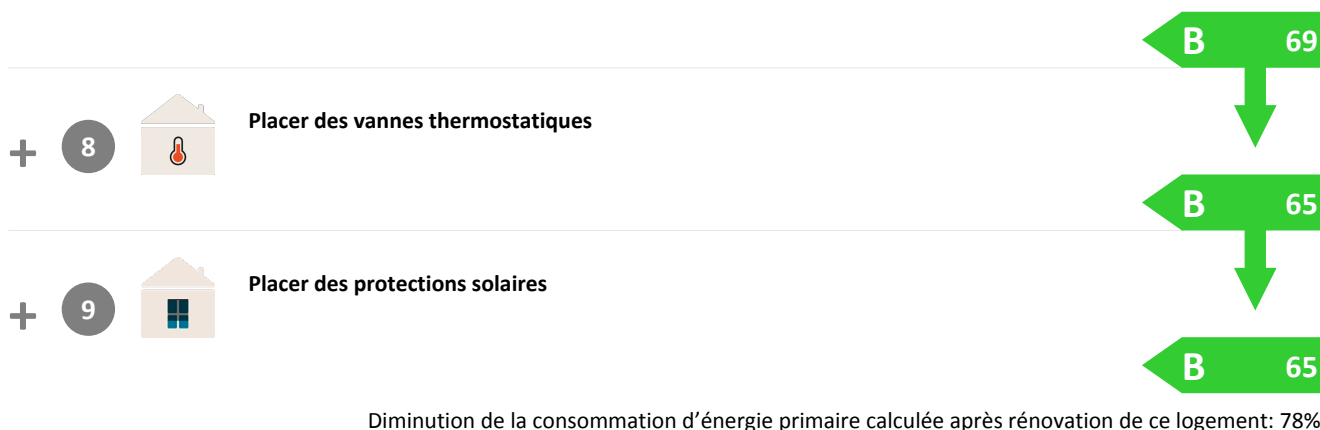 B 69
+ 8 Placer des vannes thermostatiques
B 65
+ 9 Placer des protections solaires
B 65
Diminution de la consommation d'énergie primaire calculée après rénovation de ce logement: 78%